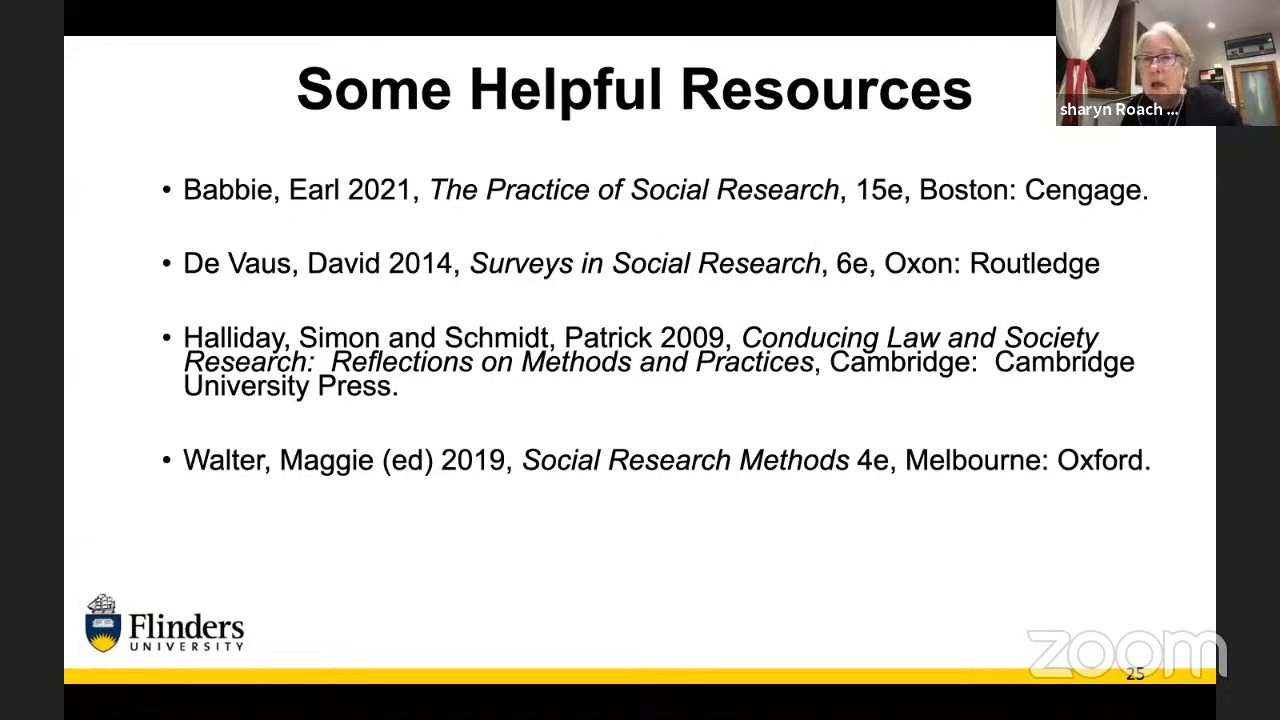 Some Helpful Resources
sharyn Roach ...
• Babbie, Earl 2021, The Practice of Social Research, 15e, Boston: Cengage.
• De Vaus, David 2014, Surveys in Social Research, 6e, Oxon: Routledge
• Halliday, Simon and Schmidt, Patrick 2009, Conducing Law and Society
Research:  Reflections on Methods and Practices, Cambridge:  Cambridge
University Press.
• Walter, Maggie (ed) 2019, Social Research Methods 4e, Melbourne: Oxford.
Flinders
UNIVERSITY
zoom
25